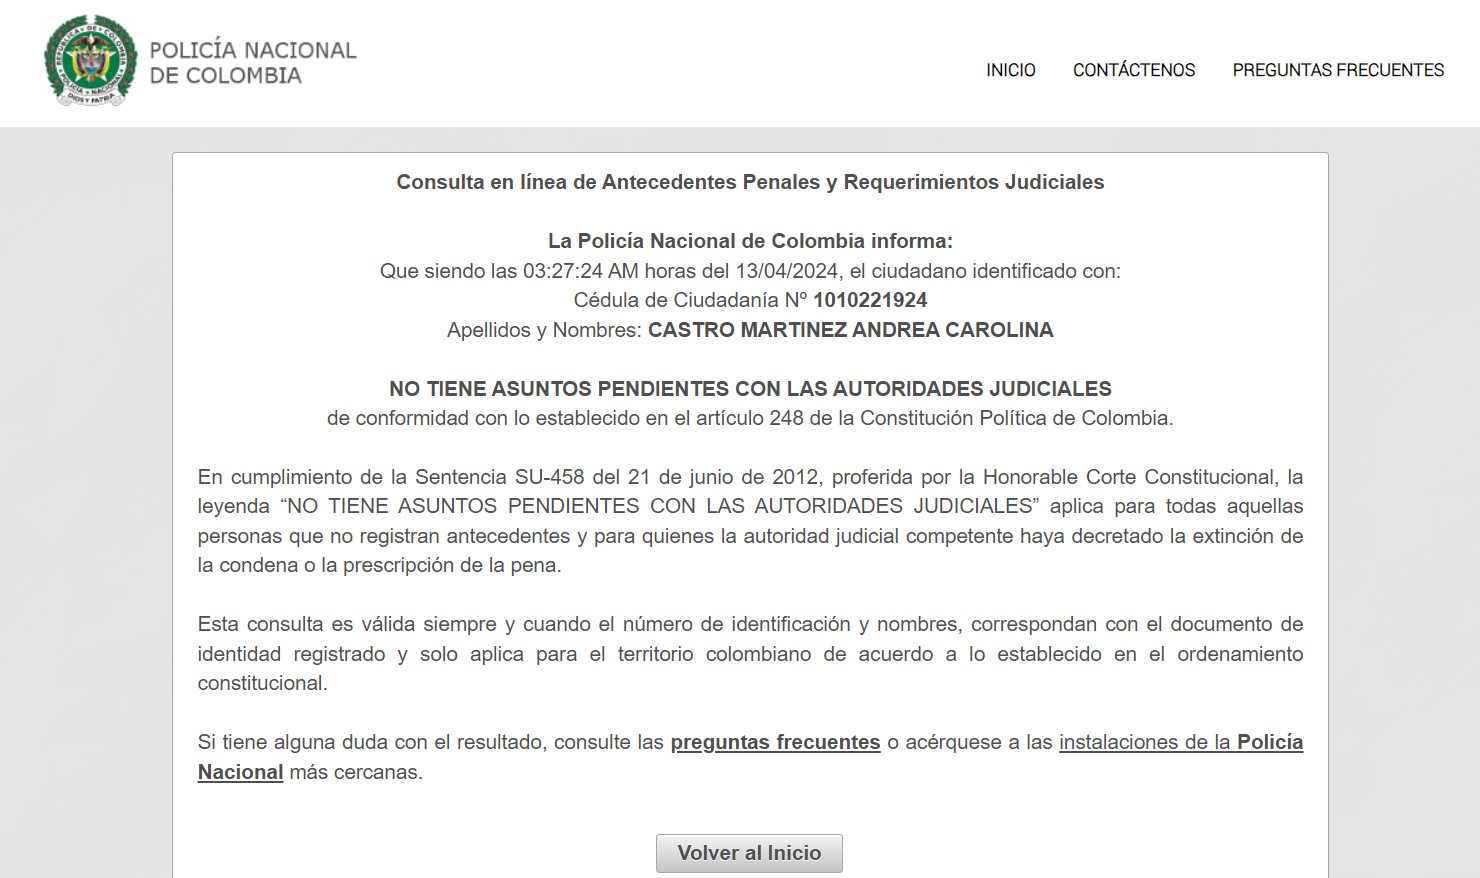 POLICÍA NACIONAL
DE COLOMBIA
INICIO
CONTÁCTENOS
PREGUNTAS FRECUENTES
REPÚBLICA DE COLOMBIA
POLICÍA NACIONAL
DIOS Y PATRIA
Consulta en línea de Antecedentes Penales y Requerimientos Judiciales
La Policía Nacional de Colombia informa:
Que siendo las 03:27:24 AM horas del 13/04/2024, el ciudadano identificado con:
Cédula de Ciudadanía Nº 1010221924
Apellidos y Nombres: CASTRO MARTINEZ ANDREA CAROLINA
NO TIENE ASUNTOS PENDIENTES CON LAS AUTORIDADES JUDICIALES
de conformidad con lo establecido en el artículo 248 de la Constitución Política de Colombia.
En cumplimiento de la Sentencia SU-458 del 21 de junio de 2012, proferida por la Honorable Corte Constitucional, la
leyenda “NO TIENE ASUNTOS PENDIENTES CON LAS AUTORIDADES JUDICIALES” aplica para todas aquellas
personas que no registran antecedentes y para quienes la autoridad judicial competente haya decretado la extinción de
la condena o la prescripción de la pena.
Esta consulta es válida siempre y cuando el número de identificación y nombres, correspondan con el documento de
identidad registrado y solo aplica para el territorio colombiano de acuerdo a lo establecido en el ordenamiento
constitucional.
Si tiene alguna duda con el resultado, consulte las preguntas frecuentes o acérquese a las instalaciones de la Policía
Nacional más cercanas.
Volver al Inicio